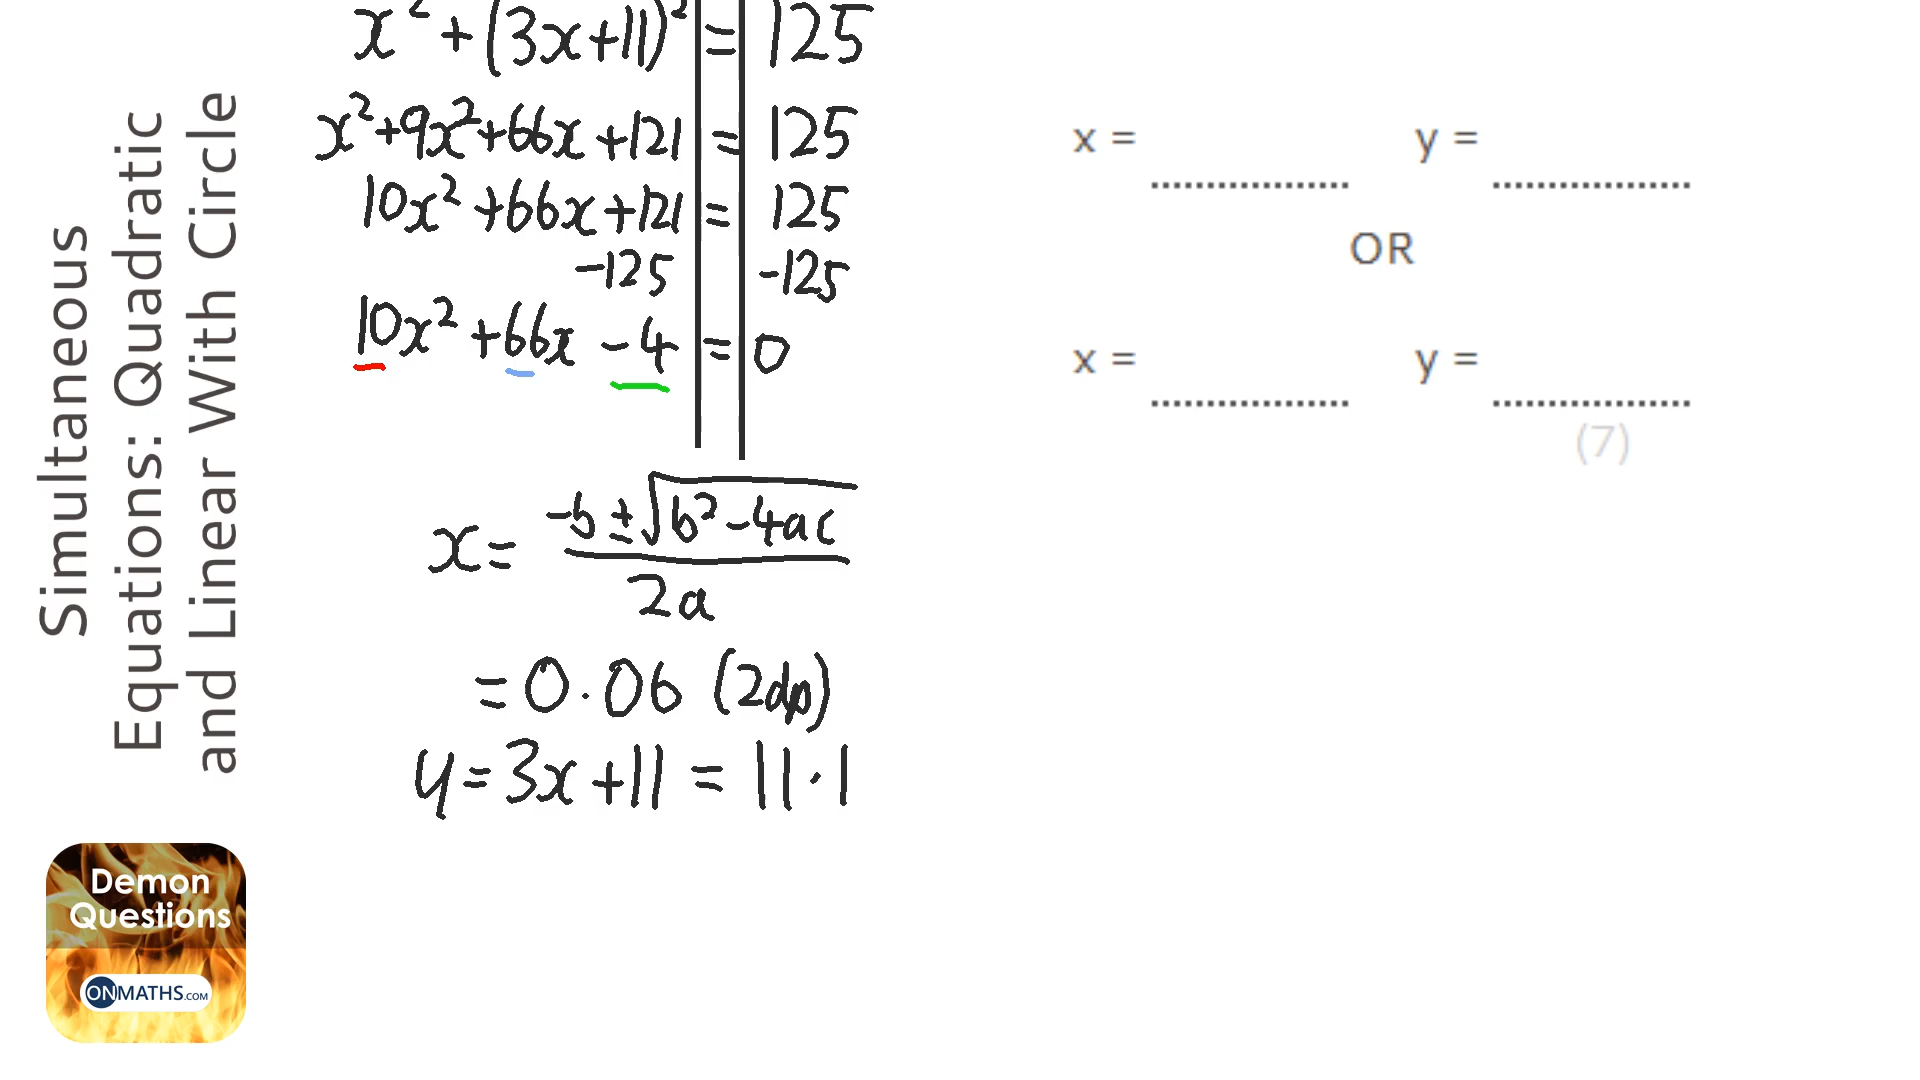 Simultaneous
Equations: Quadratic
and Linear With Circle
x² + (3x+11)² = 125
x²+9x²+66x+121 = 125
10x²+66x+121 = 125
-125 -125
10x²+66x-4 = 0
x= -b±√b²-4ac
2a
=0.06 (2dp)
y=3x+11 = 11.1
x = .................. y = ..................
OR
x = .................. y = ..................
(7)
Demon
Questions
ONMATHS.COM